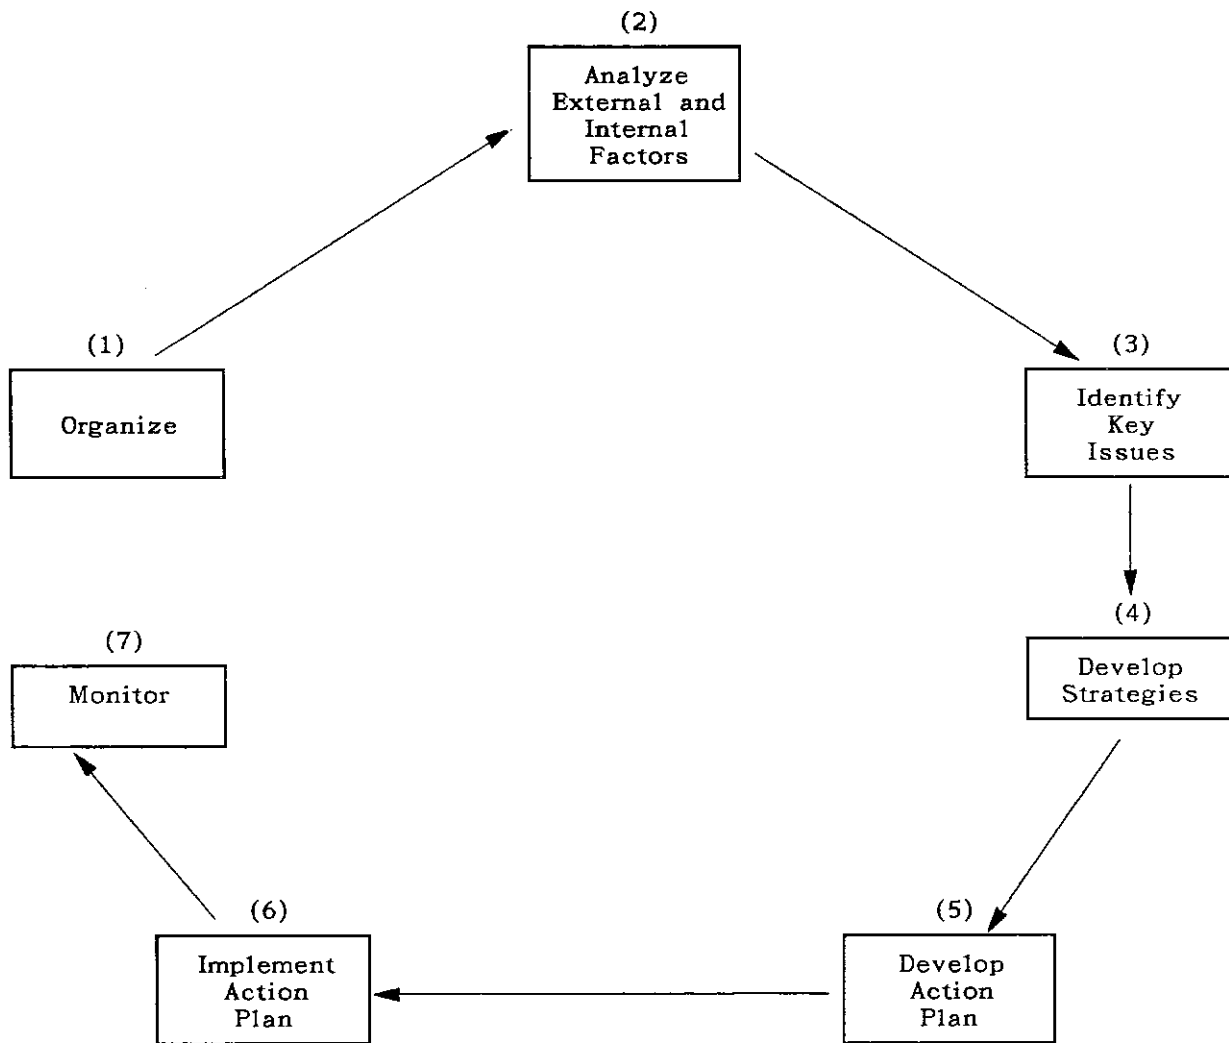 (1)
Organize
(2)
Analyze
External and
Internal
Factors
(3)
Identify
Key
Issues
(4)
Develop
Strategies
(5)
Develop
Action
Plan
(6)
Implement
Action
Plan
(7)
Monitor